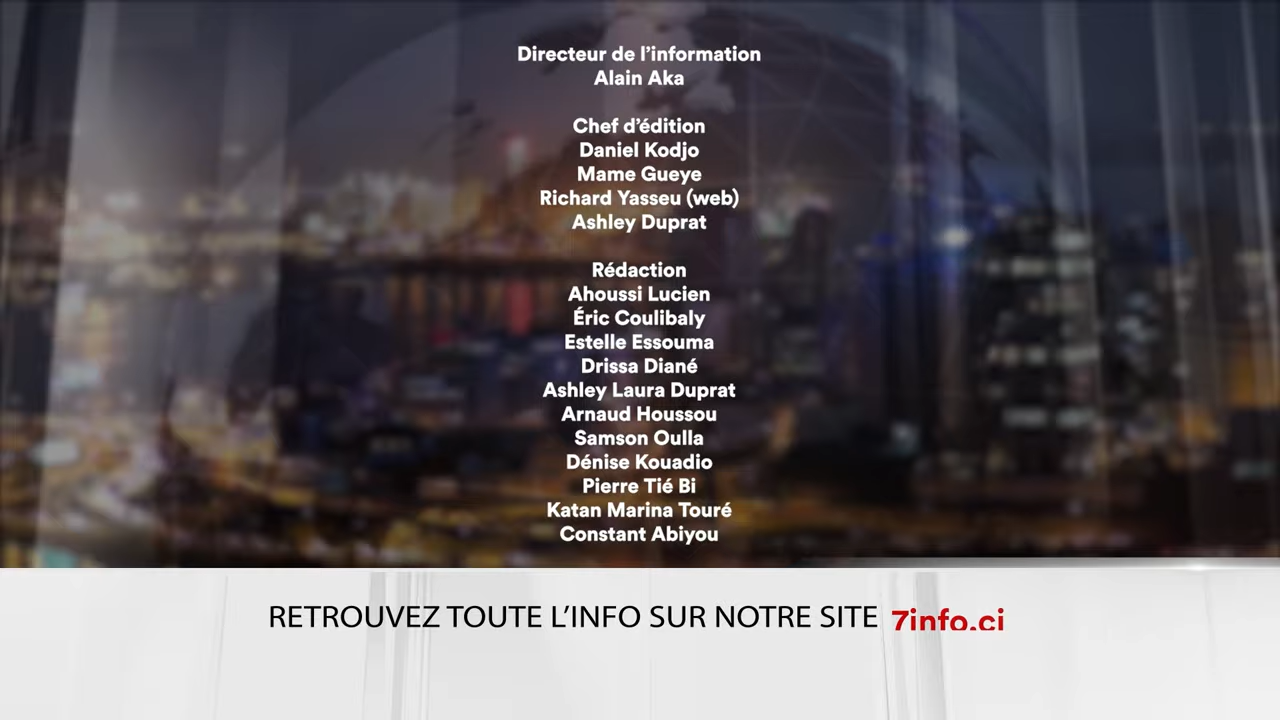 Directeur de l’information
Alain Aka
Chef d’édition
Daniel Kodjo
Mame Gueye
Richard Yasseu (web)
Ashley Duprat
Rédaction
Ahoussi Lucien
Éric Coulibaly
Estelle Essouma
Drissa Diané
Ashley Laura Duprat
Arnaud Houssou
Samson Oulla
Dénise Kouadio
Pierre Tié Bi
Katan Marina Touré
Constant Abiyou
RETROUVEZ TOUTE L’INFO SUR NOTRE SITE 7info.ci